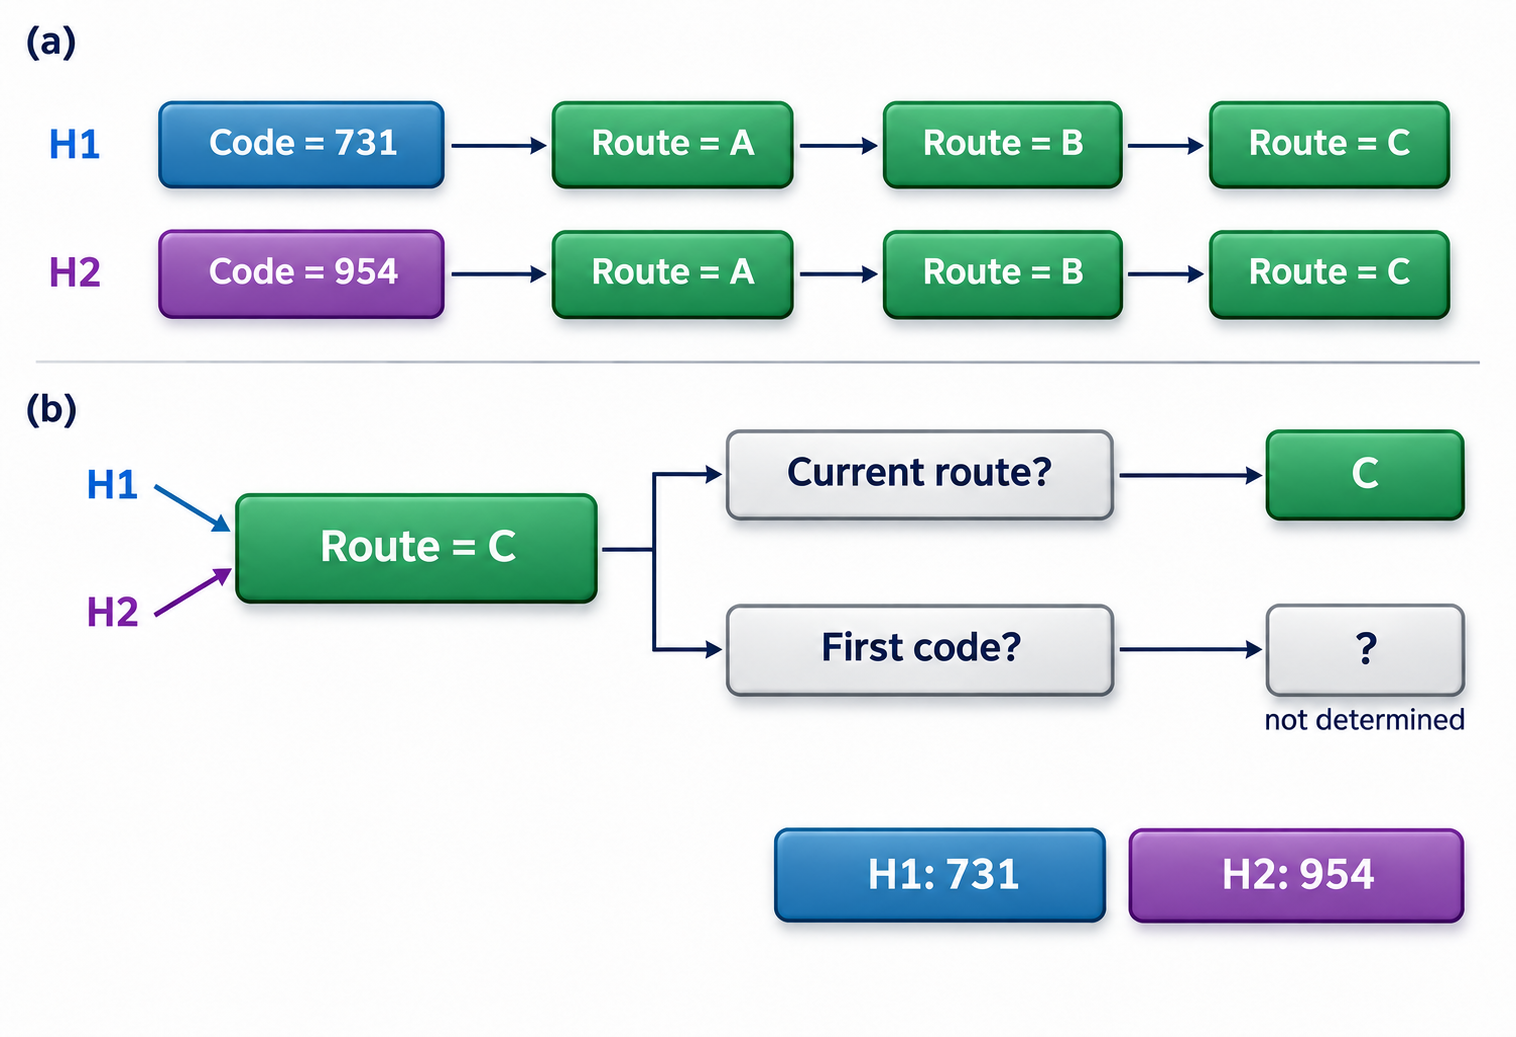 (a)
H1
Code = 731
Route = A
Route = B
Route = C
H2
Code = 954
Route = A
Route = B
Route = C
(b)
H1
H2
Route = C
Current route?
C
First code?
?
not determined
H1: 731
H2: 954